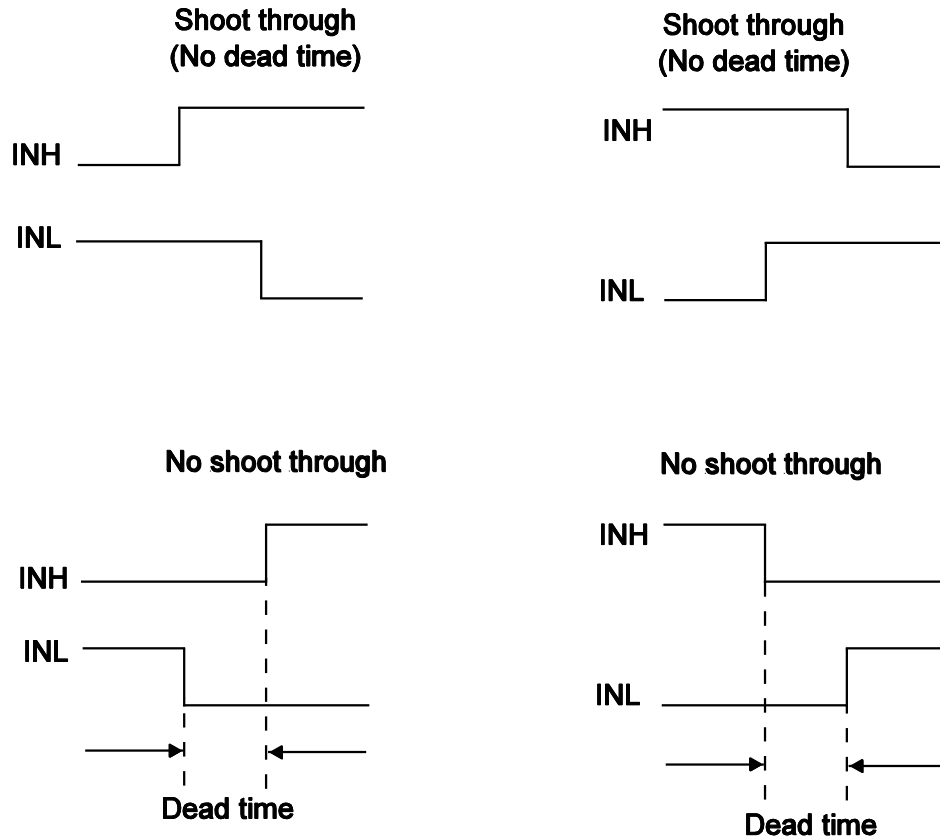 Shoot through
(No dead time)
INH
INL
Shoot through
(No dead time)
INH
INL
No shoot through
INH
INL
Dead time
No shoot through
INH
INL
Dead time